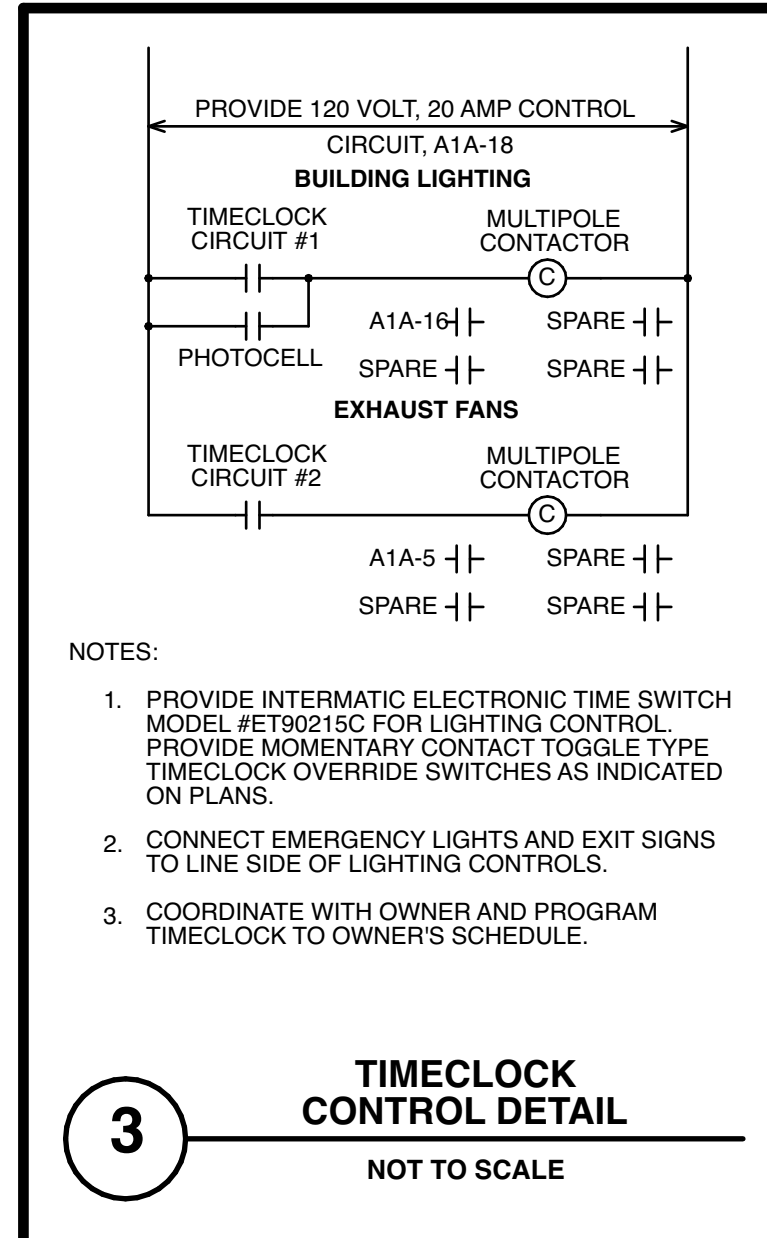 PROVIDE 120 VOLT, 20 AMP CONTROL
CIRCUIT, A1A-18
BUILDING LIGHTING
TIMECLOCK
CIRCUIT #1
MULTIPOLE
CONTACTOR
C
PHOTOCELL
A1A-16
SPARE
SPARE
SPARE
EXHAUST FANS
TIMECLOCK
CIRCUIT #2
MULTIPOLE
CONTACTOR
C
A1A-5
SPARE
SPARE
SPARE
NOTES:
1. PROVIDE INTERMATIC ELECTRONIC TIME SWITCH
MODEL #ET90215C FOR LIGHTING CONTROL.
PROVIDE MOMENTARY CONTACT TOGGLE TYPE
TIMECLOCK OVERRIDE SWITCHES AS INDICATED
ON PLANS.
2. CONNECT EMERGENCY LIGHTS AND EXIT SIGNS
TO LINE SIDE OF LIGHTING CONTROLS.
3. COORDINATE WITH OWNER AND PROGRAM
TIMECLOCK TO OWNER'S SCHEDULE.
3
TIMECLOCK
CONTROL DETAIL
NOT TO SCALE